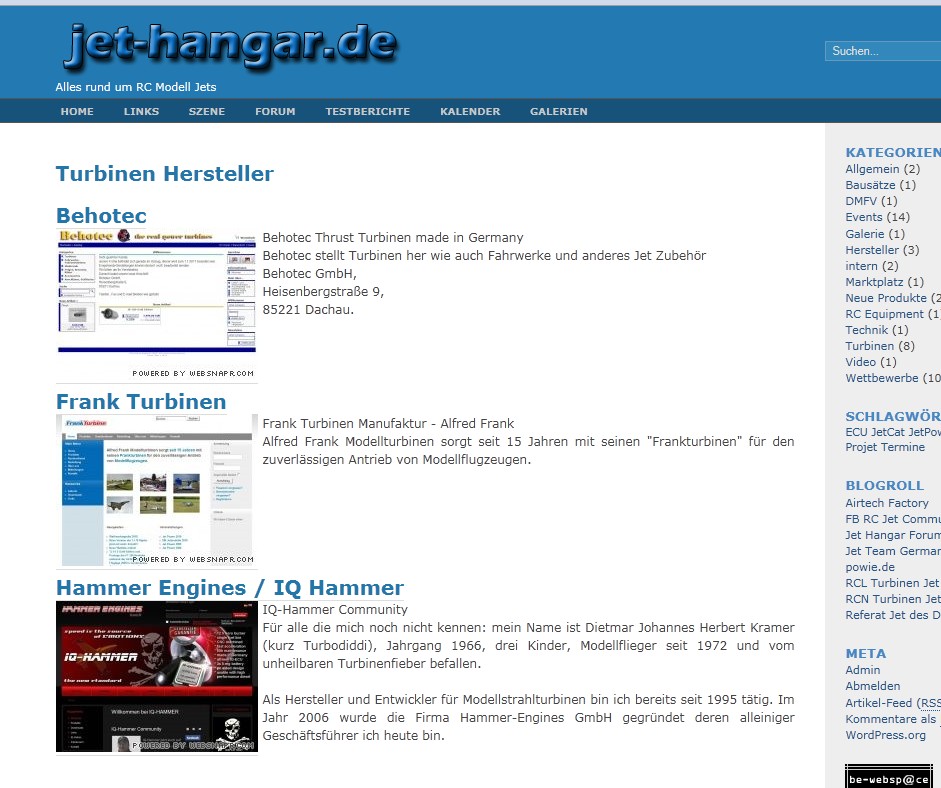 jet-hangar.de
Suchen...
Alles rund um RC Modell Jets
HOME LINKS SZENE FORUM TESTBERICHTE KALENDER GALERIEN
Turbinen Hersteller
Behotec
Behotec the real power turbines
Behotec Thrust Turbinen made in Germany
Behotec stellt Turbinen her wie auch Fahrwerke und anderes Jet Zubehör
Behotec GmbH,
Heisenbergstraße 9,
85221 Dachau.
POWERED BY WEBSNAPR.COM
Frank Turbinen
FrankTurbine
Frank Turbinen Manufaktur - Alfred Frank
Alfred Frank Modellturbinen sorgt seit 15 Jahren mit seinen "Frankturbinen" für den
zuverlässigen Antrieb von Modellflugzeugen.
POWERED BY WEBSNAPR.COM
Hammer Engines / IQ Hammer
HAMMER ENGINES
speed is the source
IQ-HAMMER
the new standard
Willkommen bei IQ-HAMMER
IQ-Hammer Community
POWERED BY WEBSNAPR.COM
IQ-Hammer Community
Für alle die mich noch nicht kennen: mein Name ist Dietmar Johannes Herbert Kramer
(kurz Turbodiddi), Jahrgang 1966, drei Kinder, Modellflieger seit 1972 und vom
unheilbaren Turbinenfieber befallen.
Als Hersteller und Entwickler für Modellstrahlturbinen bin ich bereits seit 1995 tätig. Im
Jahr 2006 wurde die Firma Hammer-Engines GmbH gegründet deren alleiniger
Geschäftsführer ich heute bin.
KATEGORIEN
Allgemein (2)
Bausätze (1)
DMFV (1)
Events (14)
Galerie (1)
Hersteller (3)
intern (2)
Marktplatz (1)
Neue Produkte (2
RC Equipment (1)
Technik (1)
Turbinen (8)
Video (1)
Wettbewerbe (10
SCHLAGWÖR
ECU JetCat JetPow
Projekt Termine
BLOGROLL
Airtech Factory
FB RC Jet Commu
Jet Hangar Forum
Jet Team German
powie.de
RCL Turbinen Jet
RCN Turbinen Jet
Referat Jet des D
META
Admin
Abmelden
Artikel-Feed (RSS
Kommentare als
WordPress.org
be-websp@ce